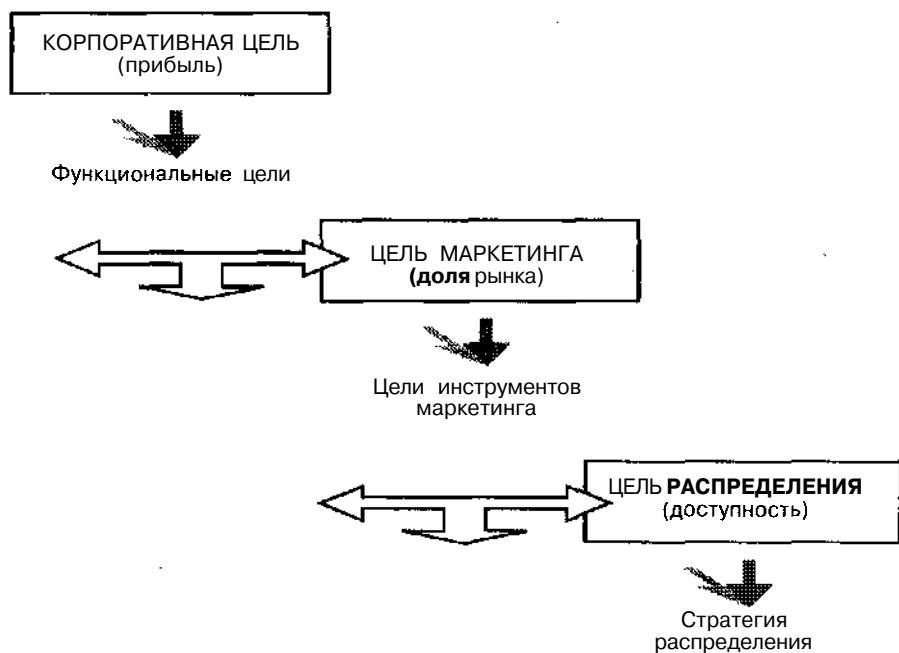 КОРПОРАТИВНАЯ ЦЕЛЬ
(прибыль)
Функциональные цели
ЦЕЛЬ МАРКЕТИНГА
(доля рынка)
Цели инструментов
маркетинга
ЦЕЛЬ РАСПРЕДЕЛЕНИЯ
(доступность)
Стратегия
распределения